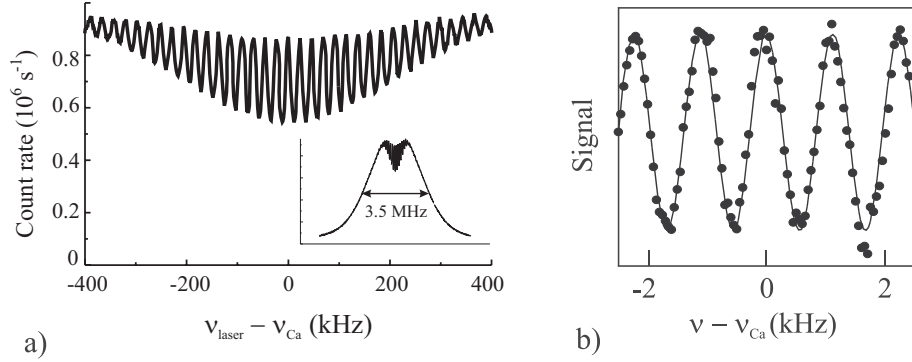 Count rate (10⁶ s⁻¹)
0.8
0.6
0.4
0.2
0
3.5 MHz
-400
-200
0
200
400
ν_laser – ν_Ca (kHz)
a)
Signal
-2
0
2
ν – ν_Ca (kHz)
b)